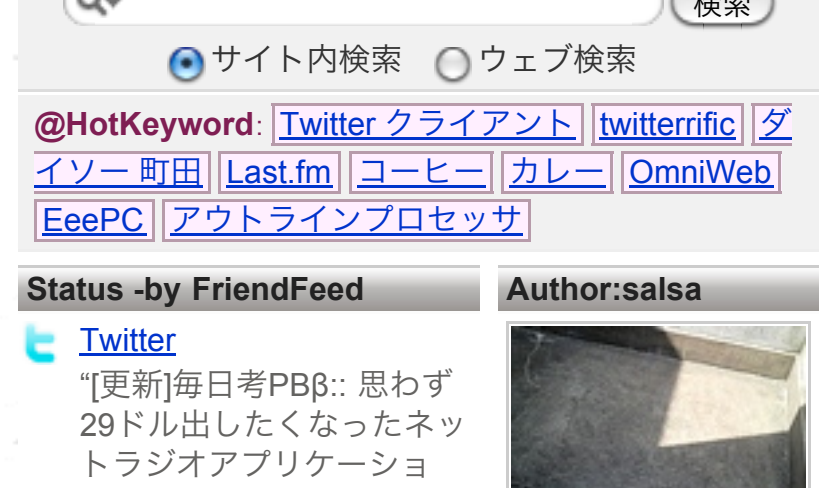 検索
サイト内検索 ウェブ検索
@HotKeyword: Twitter クライアント twitterrific ダ
イソー 町田 Last.fm コーヒー カレー OmniWeb
EeePC アウトラインプロセッサ
Status -by FriendFeed
Twitter
“[更新]毎日考PBβ:: 思わず
29ドル出したくなったネッ
トラジオアプリケーショ
Author:salsa